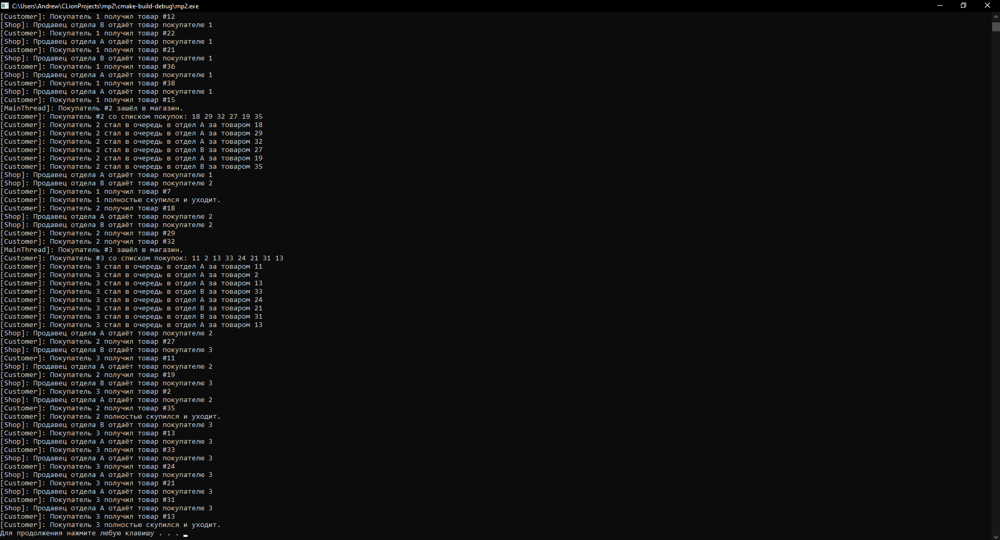 C:\Users\Andrew\CLionProjects\mp2\cmake-build-debug\mp2.exe
[Customer]: Покупатель 1 получил товар #12
[Shop]: Продавец отдела B отдаёт товар покупателю 1
[Customer]: Покупатель 1 получил товар #22
[Shop]: Продавец отдела A отдаёт товар покупателю 1
[Customer]: Покупатель 1 получил товар #21
[Shop]: Продавец отдела B отдаёт товар покупателю 1
[Customer]: Покупатель 1 получил товар #36
[Shop]: Продавец отдела A отдаёт товар покупателю 1
[Customer]: Покупатель 1 получил товар #38
[Shop]: Продавец отдела A отдаёт товар покупателю 1
[Customer]: Покупатель 1 получил товар #15
[MainThread]: Покупатель #2 зашёл в магазин.
[Customer]: Покупатель #2 со списком покупок: 18 29 32 27 19 35
[Customer]: Покупатель 2 стал в очередь в отдел A за товаром 18
[Customer]: Покупатель 2 стал в очередь в отдел A за товаром 29
[Customer]: Покупатель 2 стал в очередь в отдел A за товаром 32
[Customer]: Покупатель 2 стал в очередь в отдел B за товаром 27
[Customer]: Покупатель 2 стал в очередь в отдел A за товаром 19
[Customer]: Покупатель 2 стал в очередь в отдел B за товаром 35
[Shop]: Продавец отдела A отдаёт товар покупателю 1
[Shop]: Продавец отдела B отдаёт товар покупателю 2
[Customer]: Покупатель 1 получил товар #7
[Customer]: Покупатель 1 полностью скупился и уходит.
[Customer]: Покупатель 2 получил товар #18
[Shop]: Продавец отдела A отдаёт товар покупателю 2
[Shop]: Продавец отдела B отдаёт товар покупателю 2
[Customer]: Покупатель 2 получил товар #29
[Customer]: Покупатель 2 получил товар #32
[MainThread]: Покупатель #3 зашёл в магазин.
[Customer]: Покупатель #3 со списком покупок: 11 2 13 33 24 21 31 13
[Customer]: Покупатель 3 стал в очередь в отдел A за товаром 11
[Customer]: Покупатель 3 стал в очередь в отдел A за товаром 2
[Customer]: Покупатель 3 стал в очередь в отдел A за товаром 13
[Customer]: Покупатель 3 стал в очередь в отдел B за товаром 33
[Customer]: Покупатель 3 стал в очередь в отдел A за товаром 24
[Customer]: Покупатель 3 стал в очередь в отдел B за товаром 21
[Customer]: Покупатель 3 стал в очередь в отдел B за товаром 31
[Customer]: Покупатель 3 стал в очередь в отдел A за товаром 13
[Shop]: Продавец отдела A отдаёт товар покупателю 2
[Customer]: Покупатель 2 получил товар #27
[Shop]: Продавец отдела B отдаёт товар покупателю 3
[Customer]: Покупатель 3 получил товар #11
[Shop]: Продавец отдела A отдаёт товар покупателю 2
[Customer]: Покупатель 2 получил товар #19
[Shop]: Продавец отдела B отдаёт товар покупателю 3
[Customer]: Покупатель 3 получил товар #2
[Shop]: Продавец отдела A отдаёт товар покупателю 2
[Customer]: Покупатель 2 получил товар #35
[Customer]: Покупатель 2 полностью скупился и уходит.
[Shop]: Продавец отдела B отдаёт товар покупателю 3
[Customer]: Покупатель 3 получил товар #13
[Shop]: Продавец отдела A отдаёт товар покупателю 3
[Customer]: Покупатель 3 получил товар #33
[Shop]: Продавец отдела A отдаёт товар покупателю 3
[Customer]: Покупатель 3 получил товар #24
[Shop]: Продавец отдела A отдаёт товар покупателю 3
[Customer]: Покупатель 3 получил товар #21
[Shop]: Продавец отдела A отдаёт товар покупателю 3
[Customer]: Покупатель 3 получил товар #31
[Shop]: Продавец отдела A отдаёт товар покупателю 3
[Customer]: Покупатель 3 получил товар #13
[Customer]: Покупатель 3 полностью скупился и уходит.
Для продолжения нажмите любую клавишу . . .